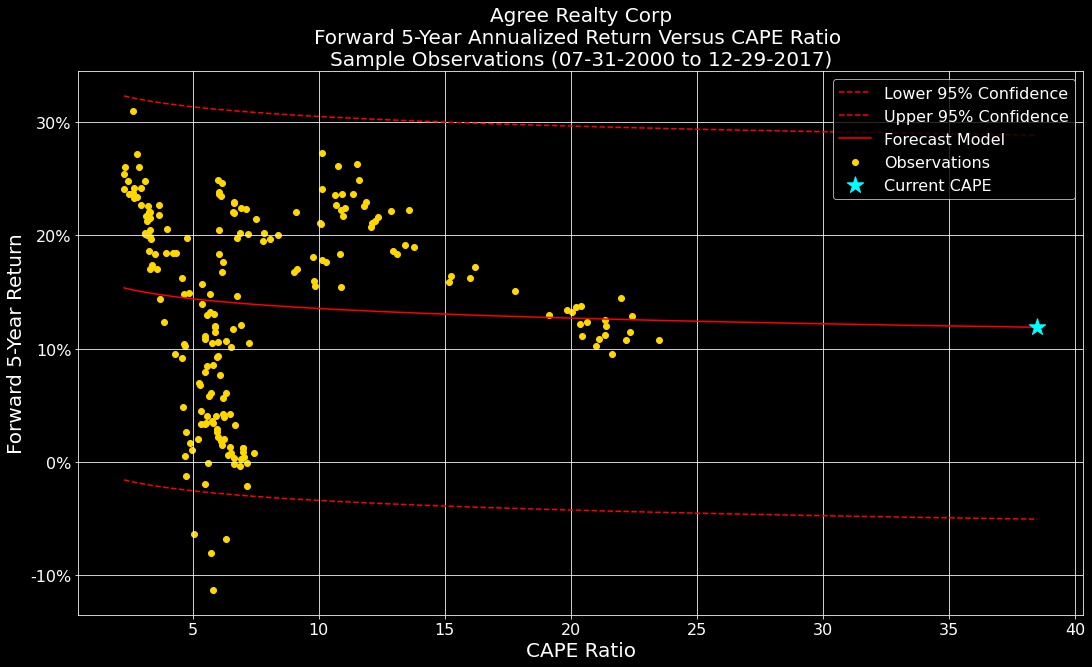 Agree Realty Corp
Forward 5-Year Annualized Return Versus CAPE Ratio
Sample Observations (07-31-2000 to 12-29-2017)
Lower 95% Confidence
Upper 95% Confidence
Forecast Model
Observations
Current CAPE
Forward 5-Year Return
30%
20%
10%
0%
-10%
5 10 15 20 25 30 35 40
CAPE Ratio